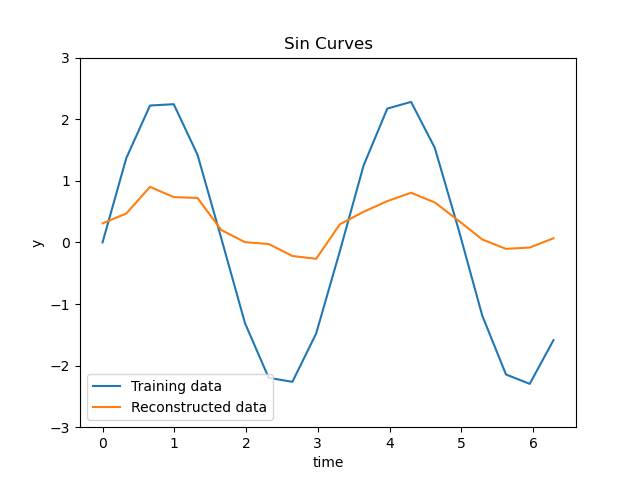 Sin Curves
3
2
1
0
−1
−2
−3
y
Training data
Reconstructed data
0 1 2 3 4 5 6
time